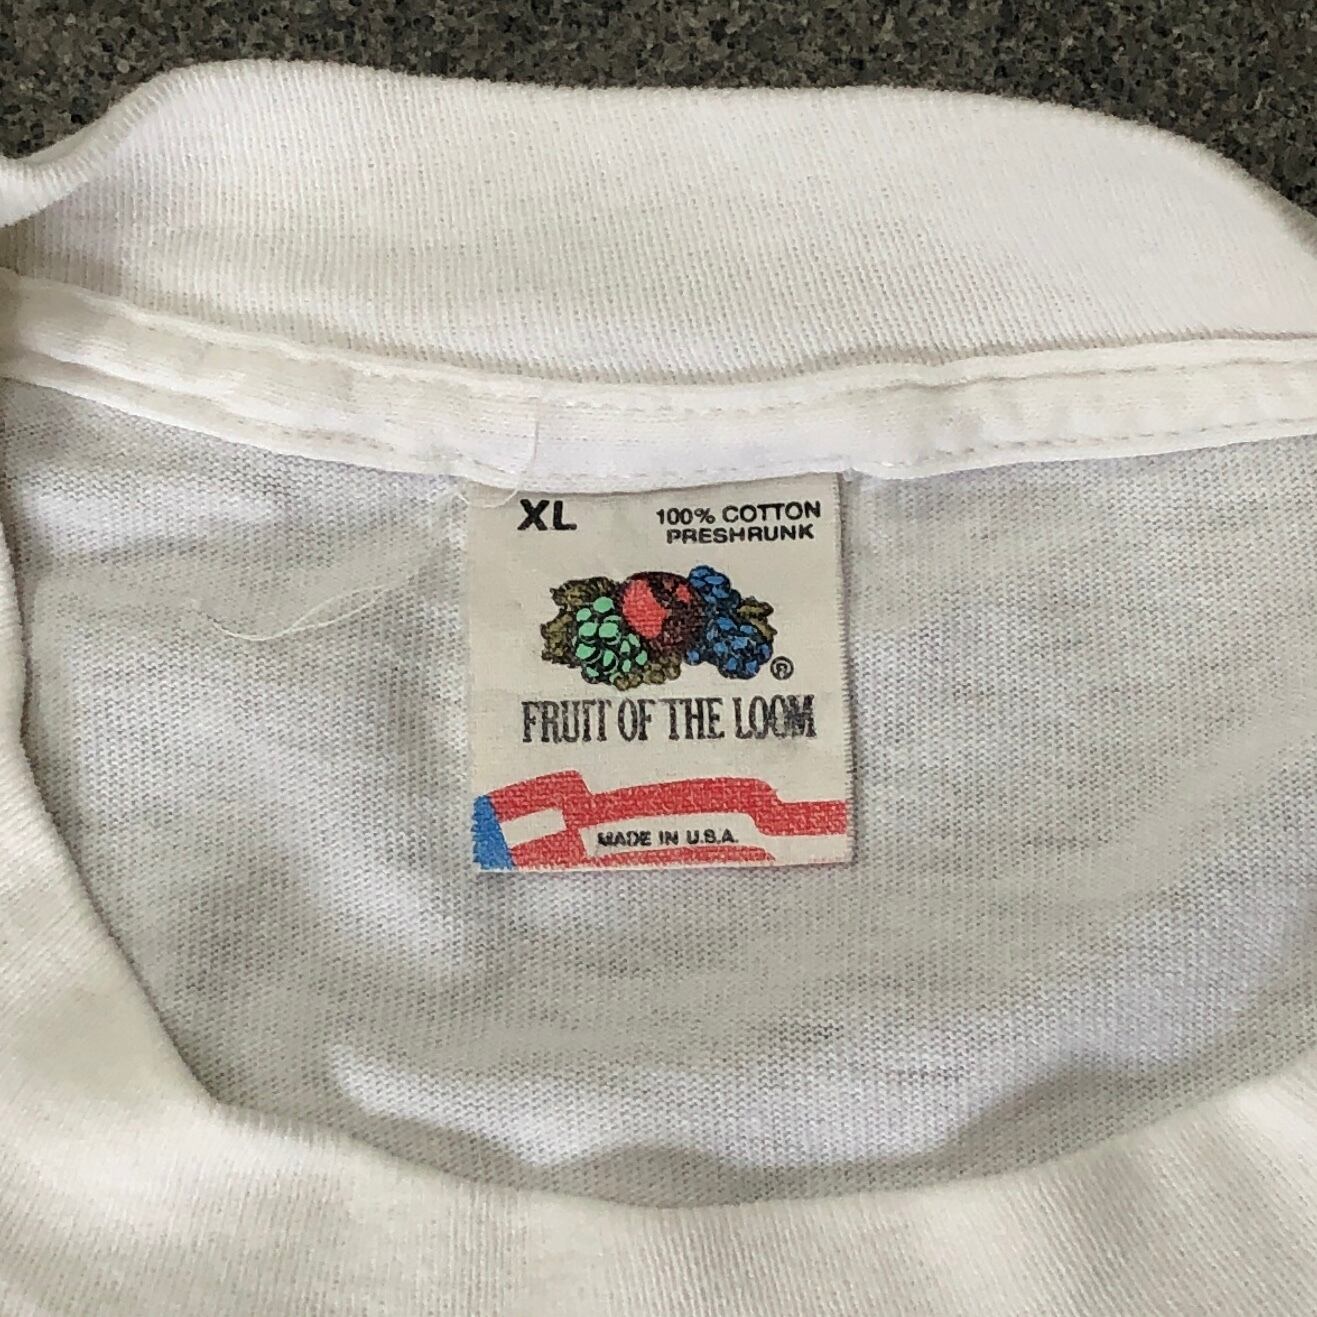 XL
100% COTTON
PRESHRUNK
®
FRUIT OF THE LOOM
MADE IN U.S.A.